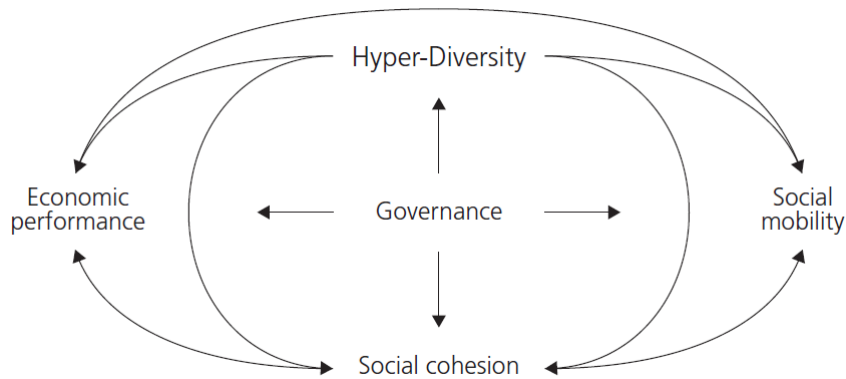 Hyper-Diversity
Economic
performance
Governance
Social
mobility
Social cohesion